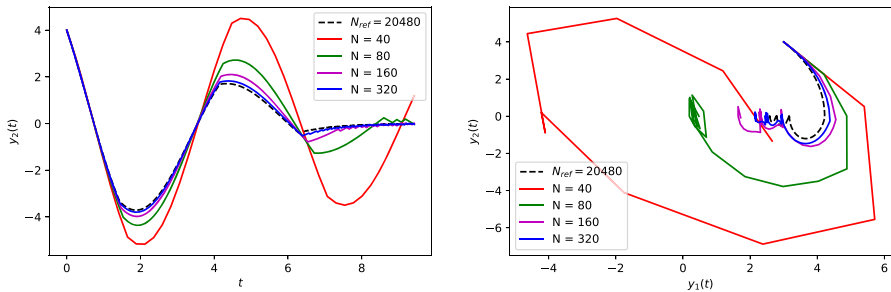 4
2
0
−2
−4
y₂(t)
0
2
4
6
8
t
N_ref = 20480
N = 40
N = 80
N = 160
N = 320
4
2
0
−2
−4
−6
y₂(t)
−4
−2
0
2
4
6
y₁(t)
N_ref = 20480
N = 40
N = 80
N = 160
N = 320